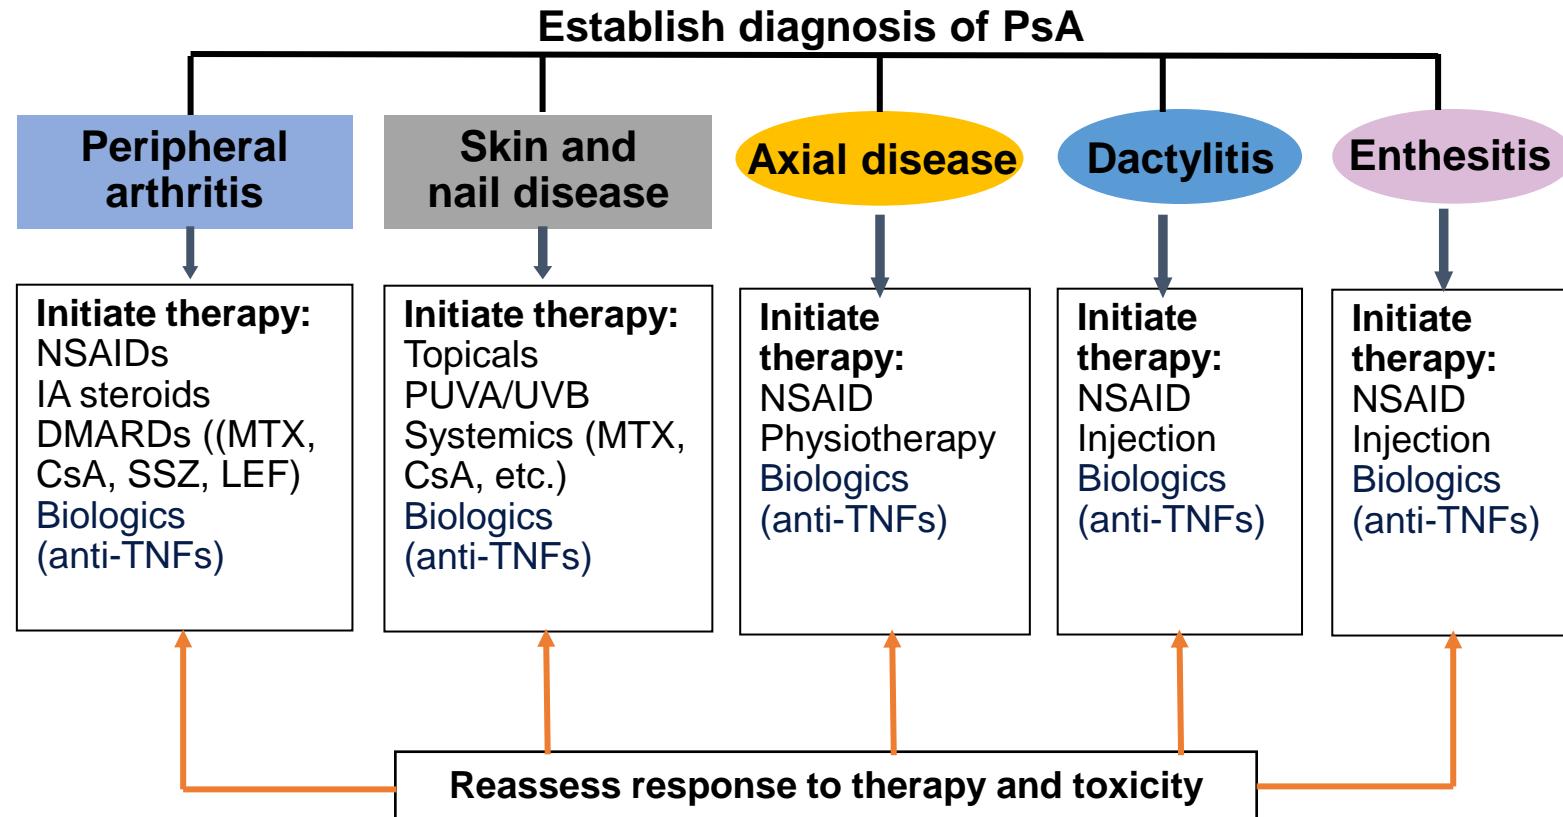 Establish diagnosis of PsA
Peripheral
arthritis
Skin and
nail disease
Axial disease
Dactylitis
Enthesitis
Initiate therapy:
NSAIDs
IA steroids
DMARDs ((MTX,
CsA, SSZ, LEF)
Biologics
(anti-TNFs)
Initiate therapy:
Topicals
PUVA/UVB
Systemics (MTX,
CsA, etc.)
Biologics
(anti-TNFs)
Initiate
therapy:
NSAID
Physiotherapy
Biologics
(anti-TNFs)
Initiate
therapy:
NSAID
Injection
Biologics
(anti-TNFs)
Initiate
therapy:
NSAID
Injection
Biologics
(anti-TNFs)
Reassess response to therapy and toxicity